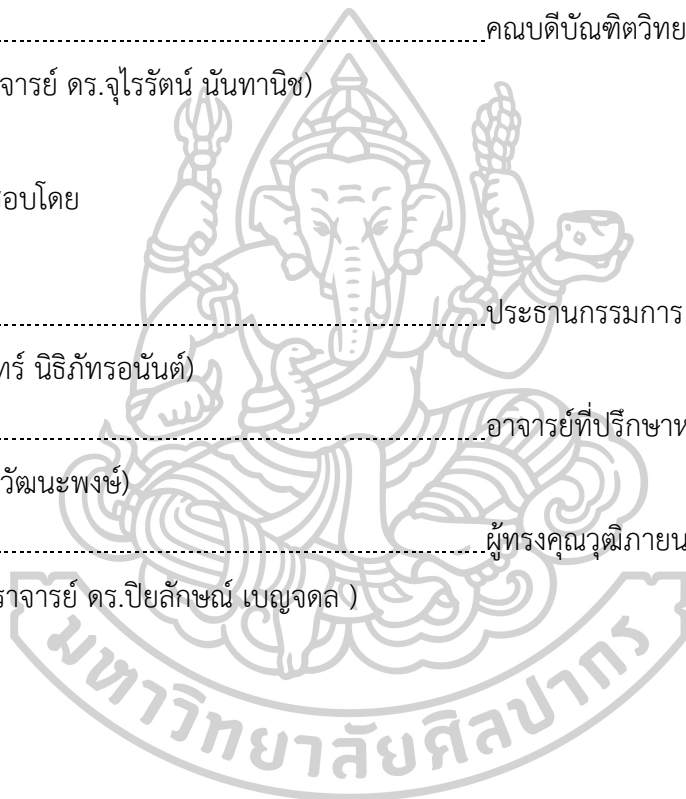 คณบดีบัณฑิตวิทย
จารย์ ดร.จุไรรัตน์ นันทานิช)
อบโดย
ประธานกรรมการ
ทร์ นิธิภัทรอนันต์)
อาจารย์ที่ปรึกษาห
วัฒนะพงษ์)
ผู้ทรงคุณวุฒิภายน
ราจารย์ ดร.ปิยลักษณ์ เบญจดล )
มหาวิทยาลัยศิลปากร